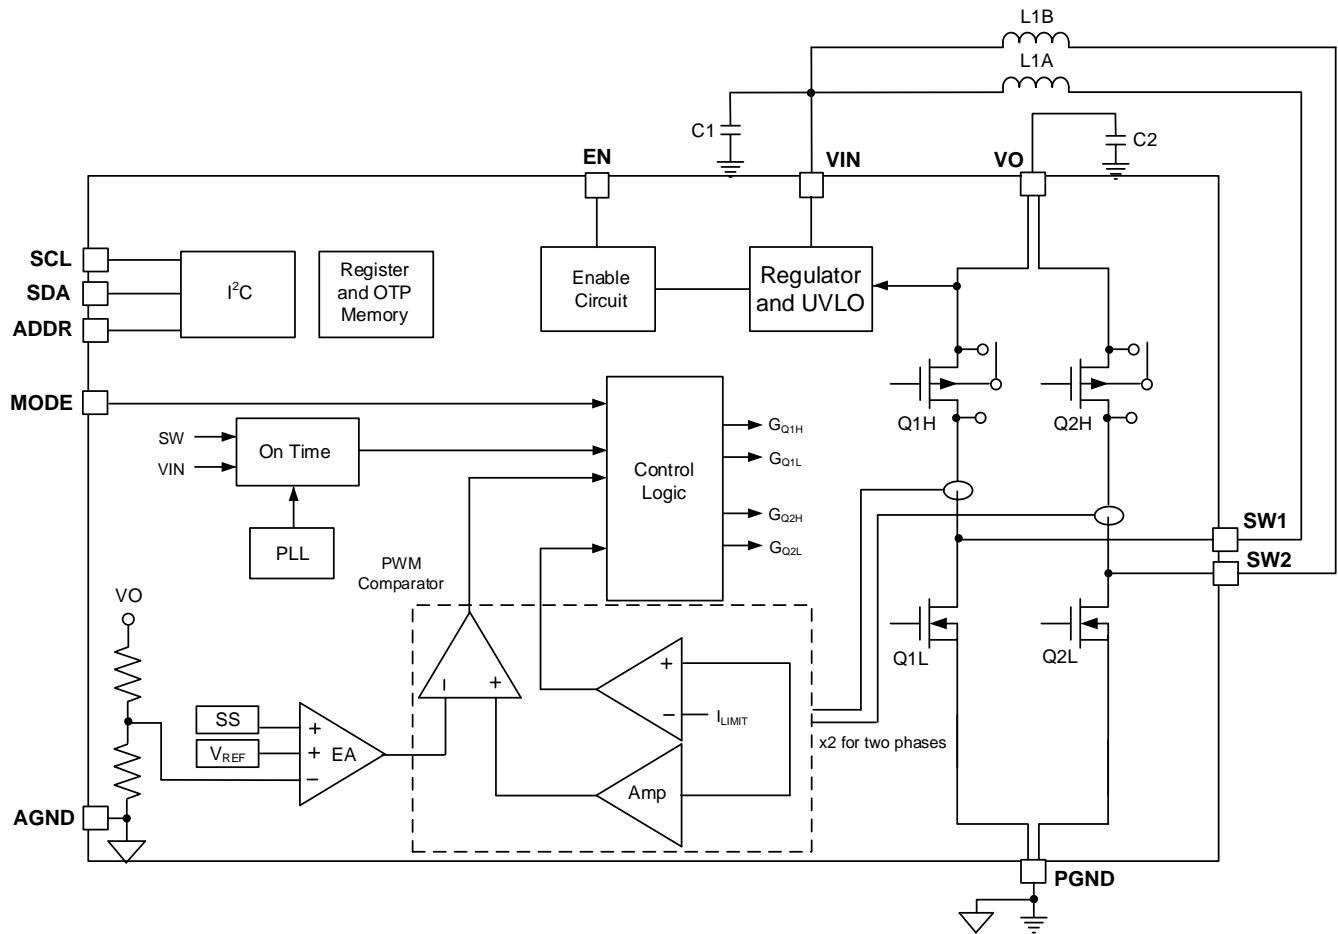 L1B
L1A
C1
C2
EN
VIN
VO
SCL
SDA
ADDR
I²C
Register
and OTP
Memory
Enable
Circuit
Regulator
and UVLO
MODE
SW
VIN
On Time
PLL
Control
Logic
GQ1H
GQ1L
GQ2H
GQ2L
Q1H
Q2H
SW1
SW2
PWM
Comparator
VO
Q1L
Q2L
− +
+
− ILIMIT
x2 for two phases
SS
VREF
+
+
−
EA
Amp
AGND
PGND